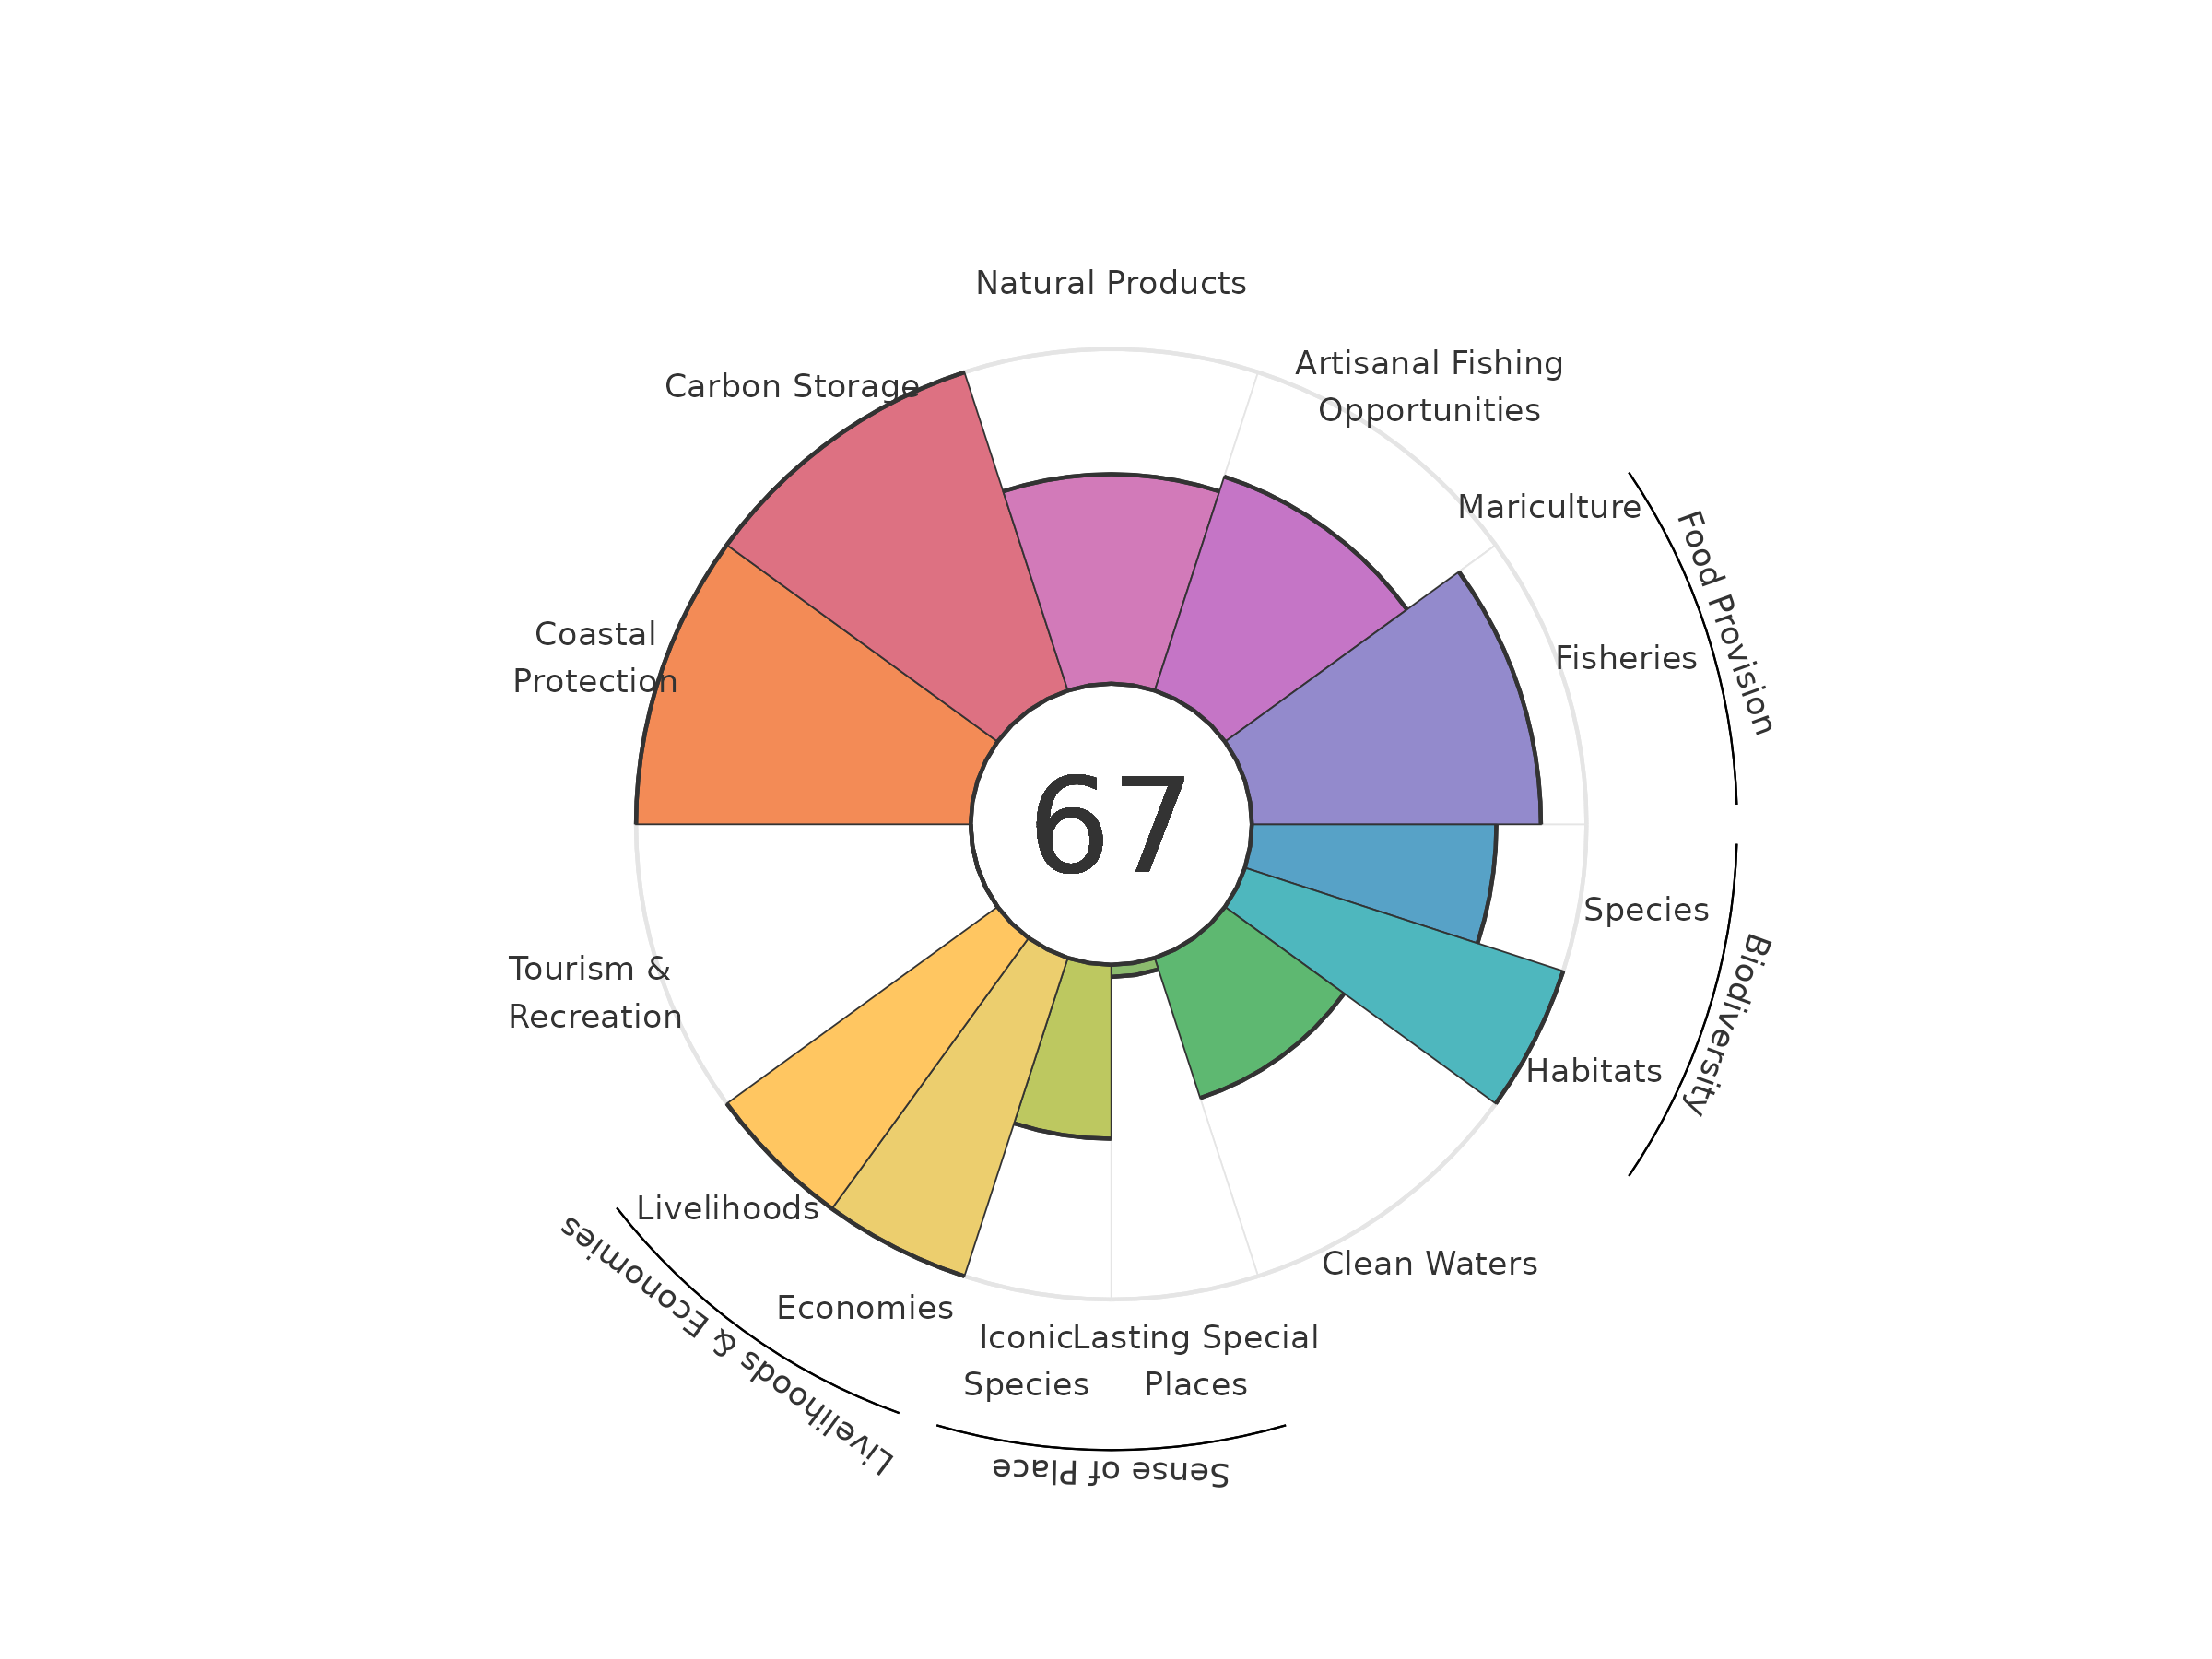 Natural Products
Artisanal Fishing
Opportunities
Carbon Storage
Mariculture
Food Provision
Coastal
Protection
Fisheries
67
Species
Biodiversity
Tourism &
Recreation
Habitats
Livelihoods
Clean Waters
Livelihoods & Economies
Economies
Iconic
Species
Lasting Special
Places
Sense of Place